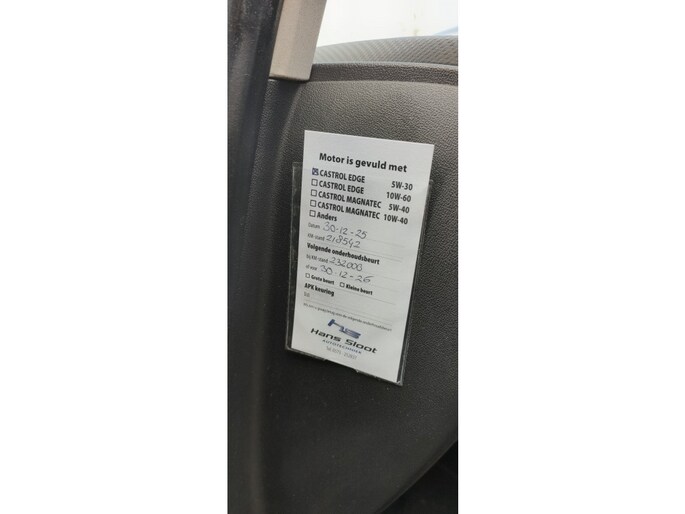 Motor is gevuld met
CASTROL EDGE 5W-30
CASTROL EDGE 10W-60
CASTROL MAGNATEC 5W-40
CASTROL MAGNATEC 10W-40
Anders
Datum 30-12-25
KM-stand 218542
Volgende onderhoudsbeurt
bij KM-stand 232000
of voor 30-12-26
Grote beurt Kleine beurt
APK keuring
HS
Hans Sloot
AUTOTECHNIEK